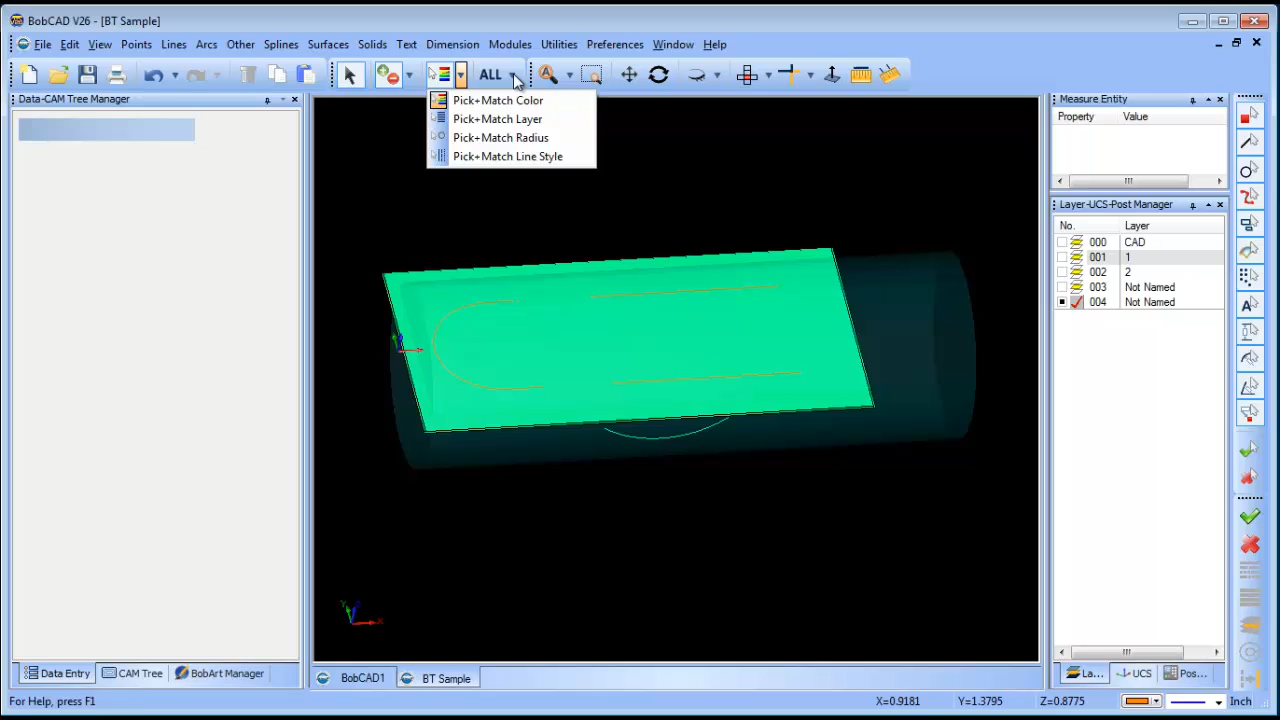 BobCAD V26 - [BT Sample]
File Edit View Points Lines Arcs Other Splines Surfaces Solids Text Dimension Modules Utilities Preferences Window Help
ALL
Data-CAM Tree Manager
Pick+Match Color
Pick+Match Layer
Pick+Match Radius
Pick+Match Line Style
Measure Entity
Property Value
Layer-UCS-Post Manager
No. Layer
000 CAD
001 1
002 2
003 Not Named
004 Not Named
Data Entry CAM Tree BobArt Manager
BobCAD1 BT Sample
La... UCS Pos...
For Help, press F1 X=0.9181 Y=1.3795 Z=0.8775 Inch
Y Z X